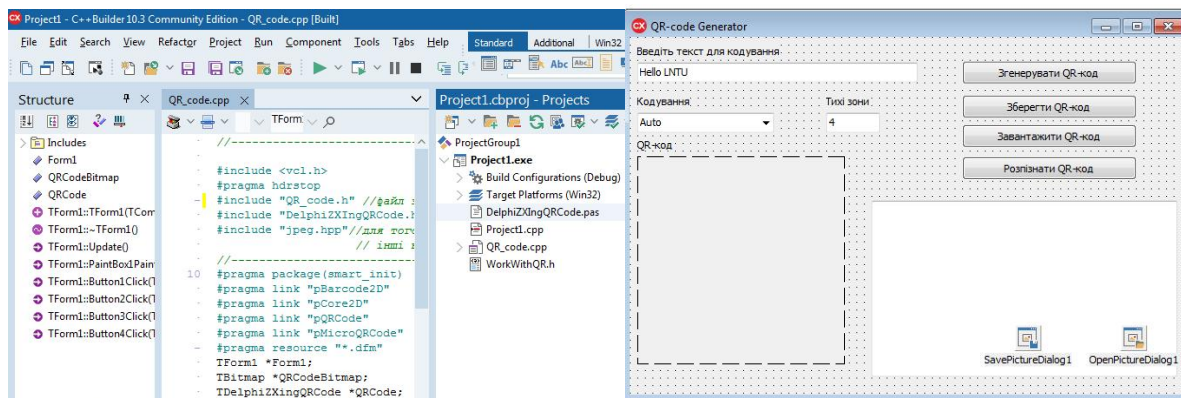 Project1 - C++Builder 10.3 Community Edition - QR_code.cpp [Built]
File Edit Search View Refactor Project Run Component Tools Tabs Help
Standard Additional Win32
Structure
Includes
Form1
QRCodeBitmap
QRCode
TForm1::TForm1(TCom
TForm1::~TForm1()
TForm1::Update()
TForm1::PaintBox1Pain
TForm1::Button1Click(T
TForm1::Button2Click(T
TForm1::Button3Click(T
TForm1::Button4Click(T
QR_code.cpp
TForm:
//------------------------------
#include <vcl.h>
#pragma hdrstop
#include "QR_code.h" //файл
#include "DelphiZXIngQRCode.h
#include "jpeg.hpp"//для того
// інші
//------------------------------
10 #pragma package(smart_init)
#pragma link "pBarcode2D"
#pragma link "pCore2D"
#pragma link "pQRCode"
#pragma link "pMicroQRCode"
#pragma resource "*.dfm"
TForm1 *Form1;
TBitmap *QRCodeBitmap;
TDelphiZXingQRCode *QRCode;
Project1.cbproj - Projects
ProjectGroup1
Project1.exe
Build Configurations (Debug)
Target Platforms (Win32)
DelphiZXIngQRCode.pas
Project1.cpp
QR_code.cpp
WorkWithQR.h
QR-code Generator
Введіть текст для кодування
Hello LNTU
Кодування Тихі зони
Auto 4
QR-код
Згенерувати QR-код
Зберегти QR-код
Завантажити QR-код
Розпізнати QR-код
SavePictureDialog1 OpenPictureDialog1